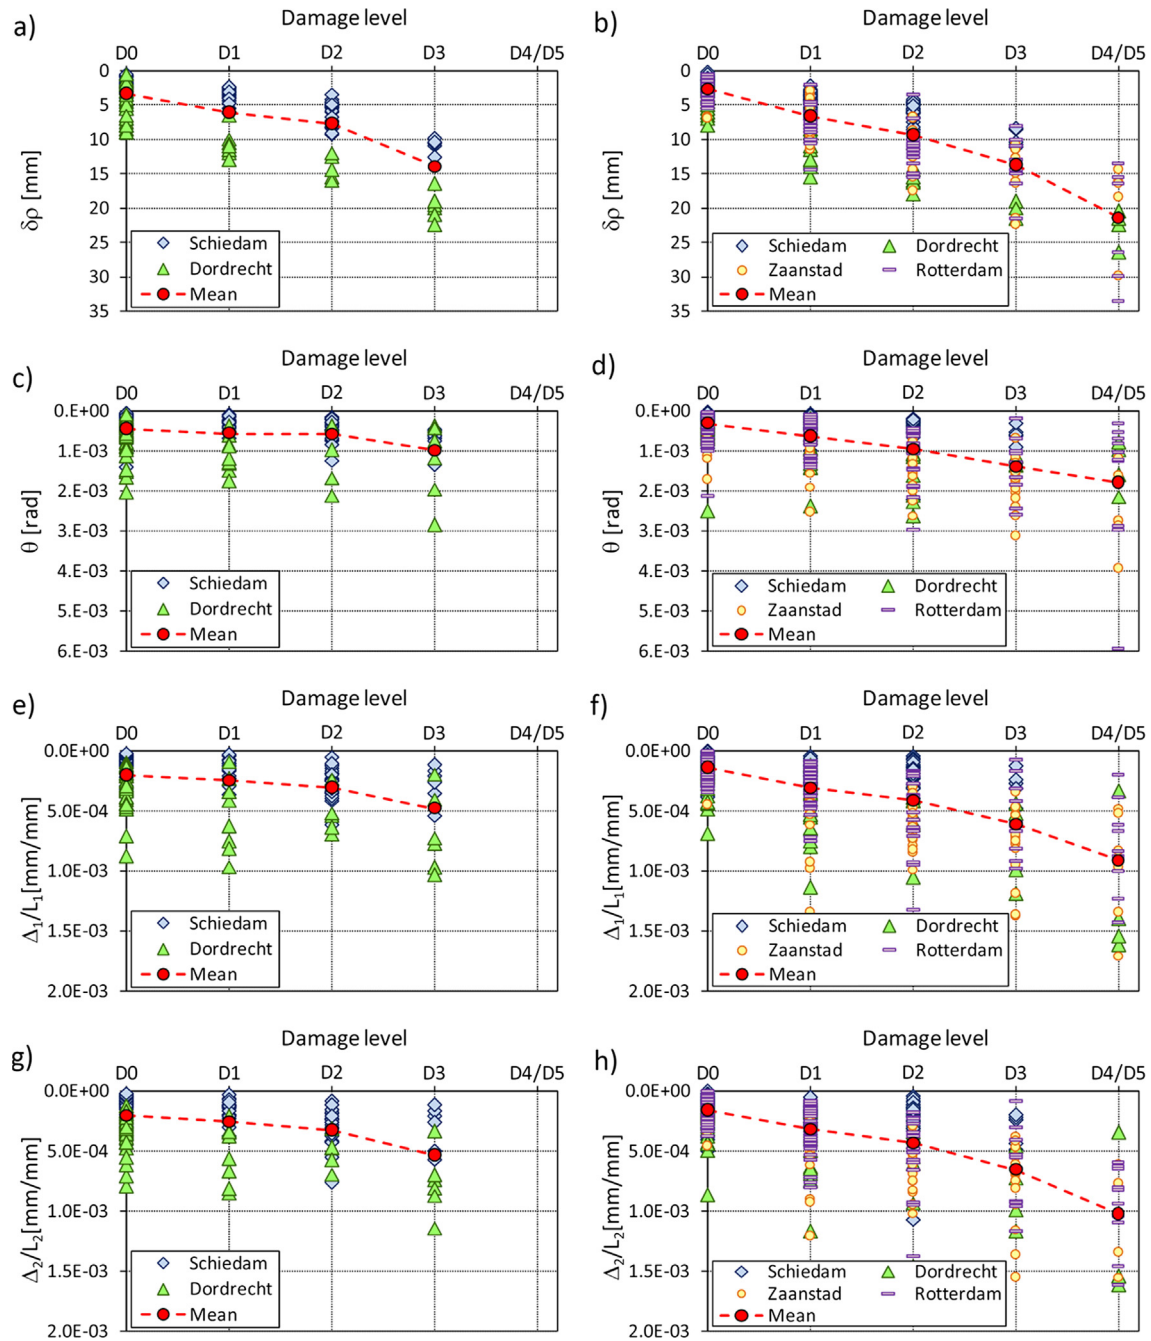 a)
Damage level
D0 D1 D2 D3 D4/D5
0
5
10
15
20
25
30
35
δρ [mm]
Schiedam
Dordrecht
Mean
b)
Damage level
D0 D1 D2 D3 D4/D5
0
5
10
15
20
25
30
35
δρ [mm]
Schiedam Dordrecht
Zaanstad Rotterdam
Mean
c)
Damage level
D0 D1 D2 D3 D4/D5
0.E+00
1.E-03
2.E-03
3.E-03
4.E-03
5.E-03
6.E-03
θ [rad]
Schiedam
Dordrecht
Mean
d)
Damage level
D0 D1 D2 D3 D4/D5
0.E+00
1.E-03
2.E-03
3.E-03
4.E-03
5.E-03
6.E-03
θ [rad]
Schiedam Dordrecht
Zaanstad Rotterdam
Mean
e)
Damage level
D0 D1 D2 D3 D4/D5
0.0E+00
5.0E-04
1.0E-03
1.5E-03
2.0E-03
Δ₁/L₁[mm/mm]
Schiedam
Dordrecht
Mean
f)
Damage level
D0 D1 D2 D3 D4/D5
0.0E+00
5.0E-04
1.0E-03
1.5E-03
2.0E-03
Δ₁/L₁[mm/mm]
Schiedam Dordrecht
Zaanstad Rotterdam
Mean
g)
Damage level
D0 D1 D2 D3 D4/D5
0.0E+00
5.0E-04
1.0E-03
1.5E-03
2.0E-03
Δ₂/L₂[mm/mm]
Schiedam
Dordrecht
Mean
h)
Damage level
D0 D1 D2 D3 D4/D5
0.0E+00
5.0E-04
1.0E-03
1.5E-03
2.0E-03
Δ₂/L₂[mm/mm]
Schiedam Dordrecht
Zaanstad Rotterdam
Mean